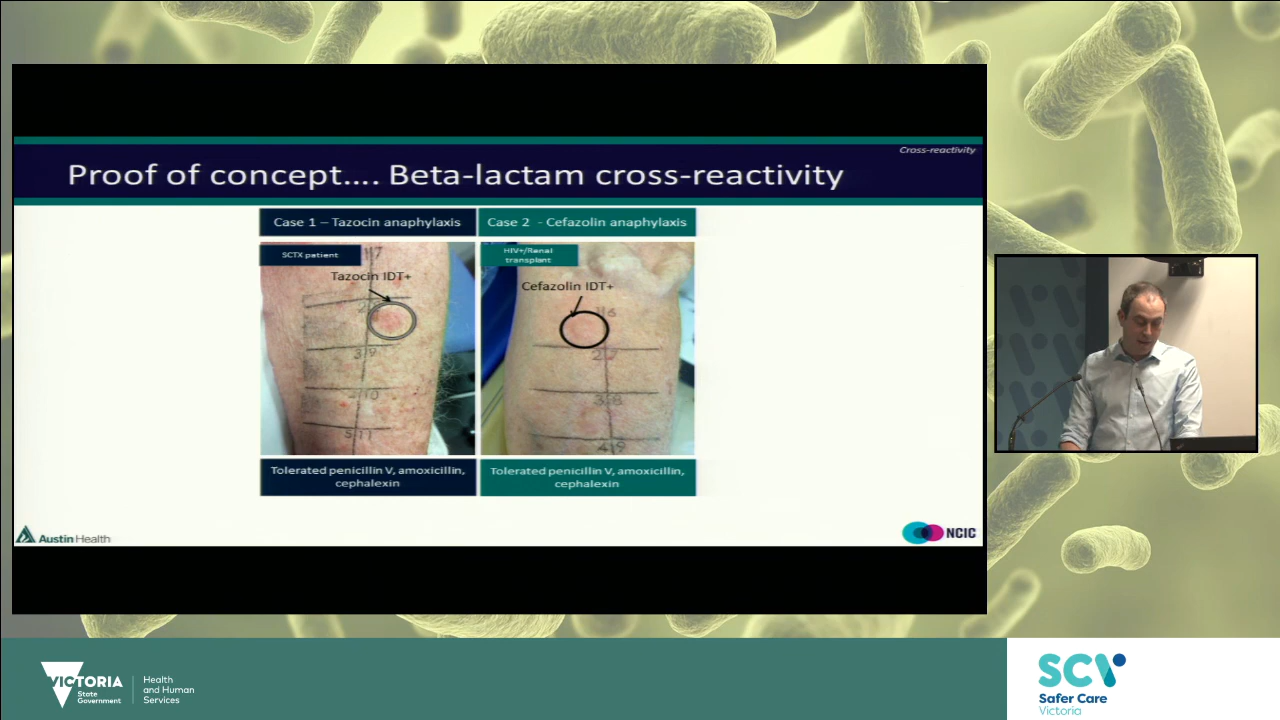 Cross-reactivity
Proof of concept.... Beta-lactam cross-reactivity
Case 1 – Tazocin anaphylaxis
Case 2 - Cefazolin anaphylaxis
SCTX patient
Tazocin IDT+
HIV+/Renal
transplant
Cefazolin IDT+
Tolerated penicillin V, amoxicillin,
cephalexin
Tolerated penicillin V, amoxicillin,
cephalexin
Austin Health
NCIC
VICTORIA
State
Government
Health
and Human
Services
SCV
Safer Care
Victoria